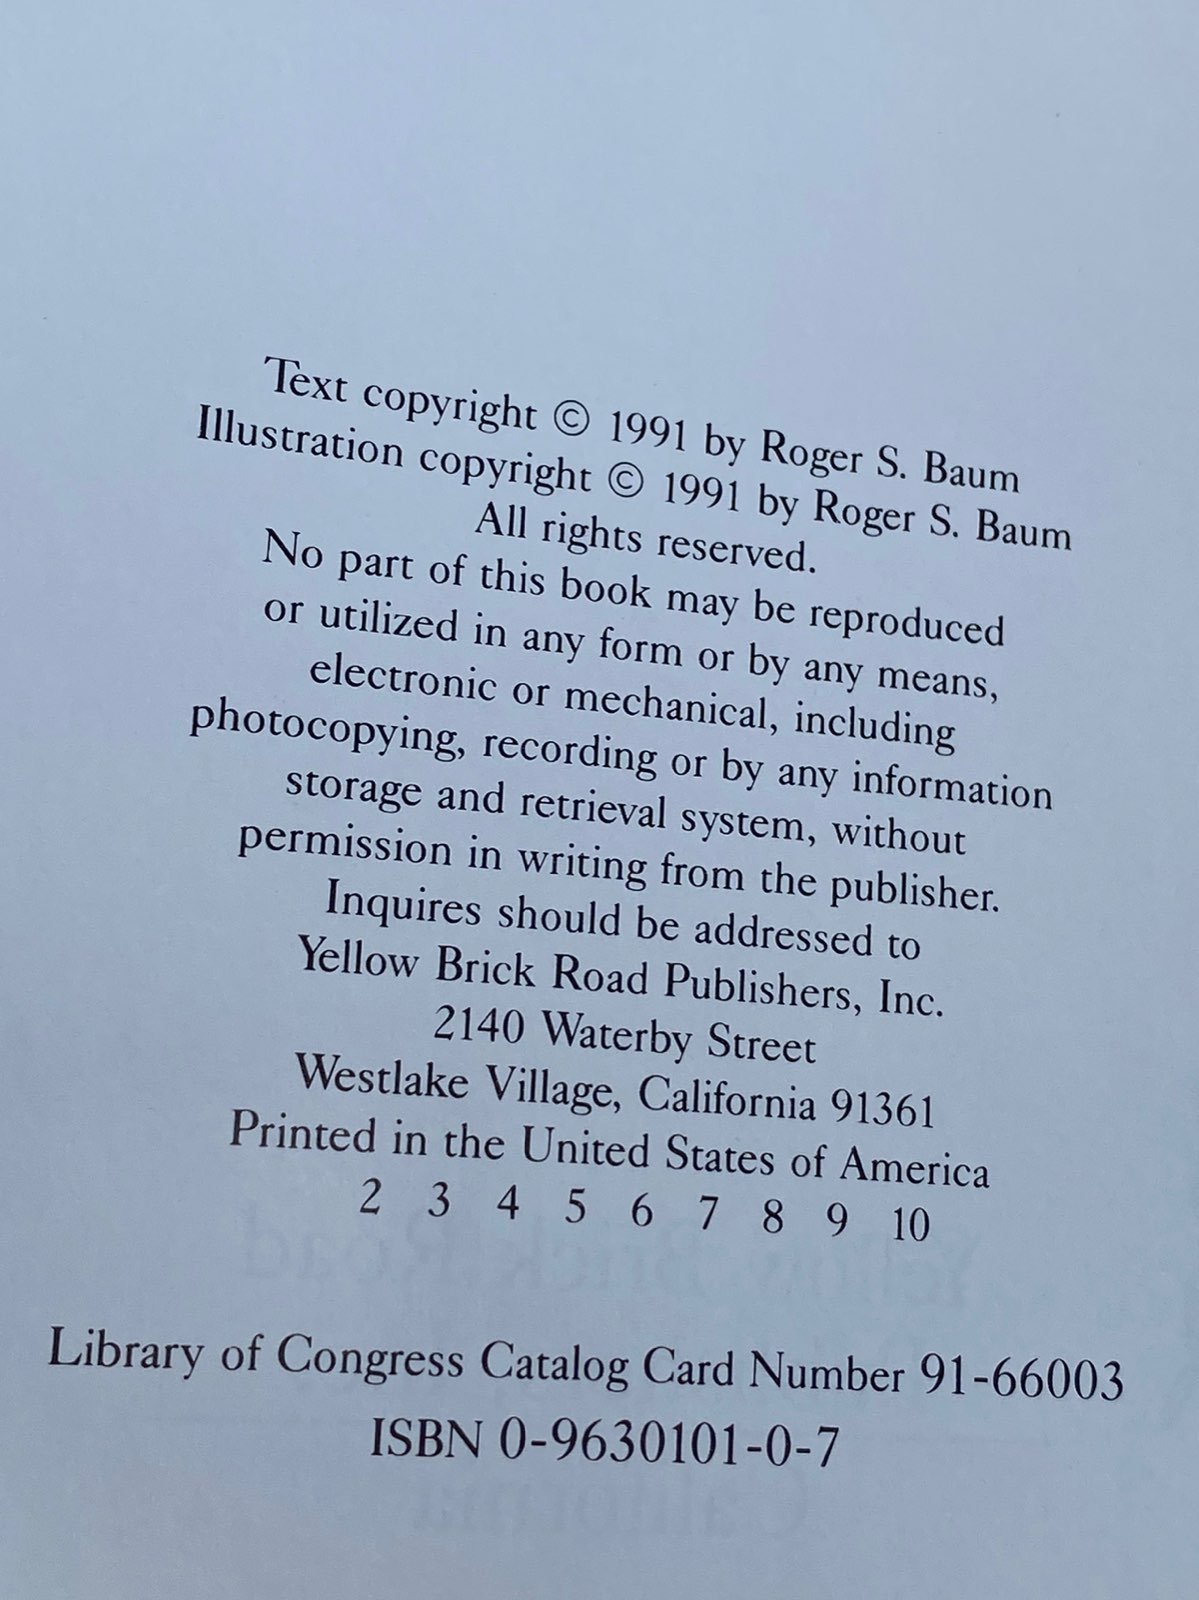 Text copyright © 1991 by Roger S. Baum
Illustration copyright © 1991 by Roger S. Baum
All rights reserved.
No part of this book may be reproduced
or utilized in any form or by any means,
electronic or mechanical, including
photocopying, recording or by any information
storage and retrieval system, without
permission in writing from the publisher.
Inquires should be addressed to
Yellow Brick Road Publishers, Inc.
2140 Waterby Street
Westlake Village, California 91361
Printed in the United States of America
2 3 4 5 6 7 8 9 10
Library of Congress Catalog Card Number 91-66003
ISBN 0-9630101-0-7